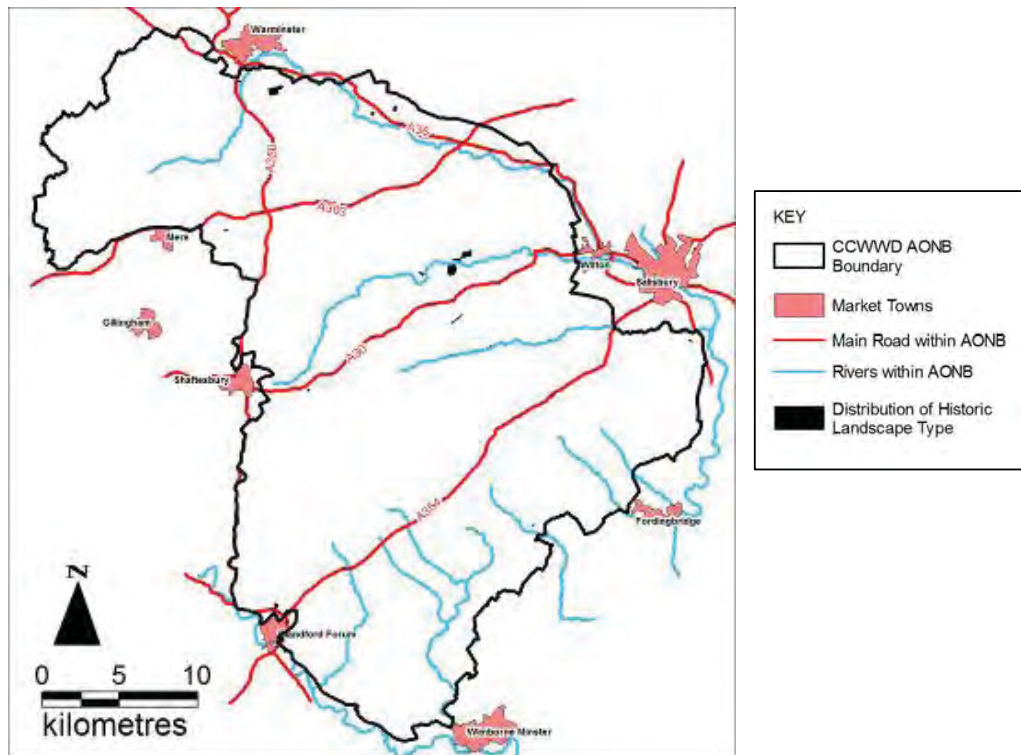 Warminster
A36
A350
A303
Mere
Wilton
Salisbury
Gillingham
A30
Shaftesbury
A354
Fordingbridge
landford Forum
Wimborne Minster
N
0 5 10
kilometres
KEY
CCWWD AONB
Boundary
Market Towns
Main Road within AONB
Rivers within AONB
Distribution of Historic
Landscape Type